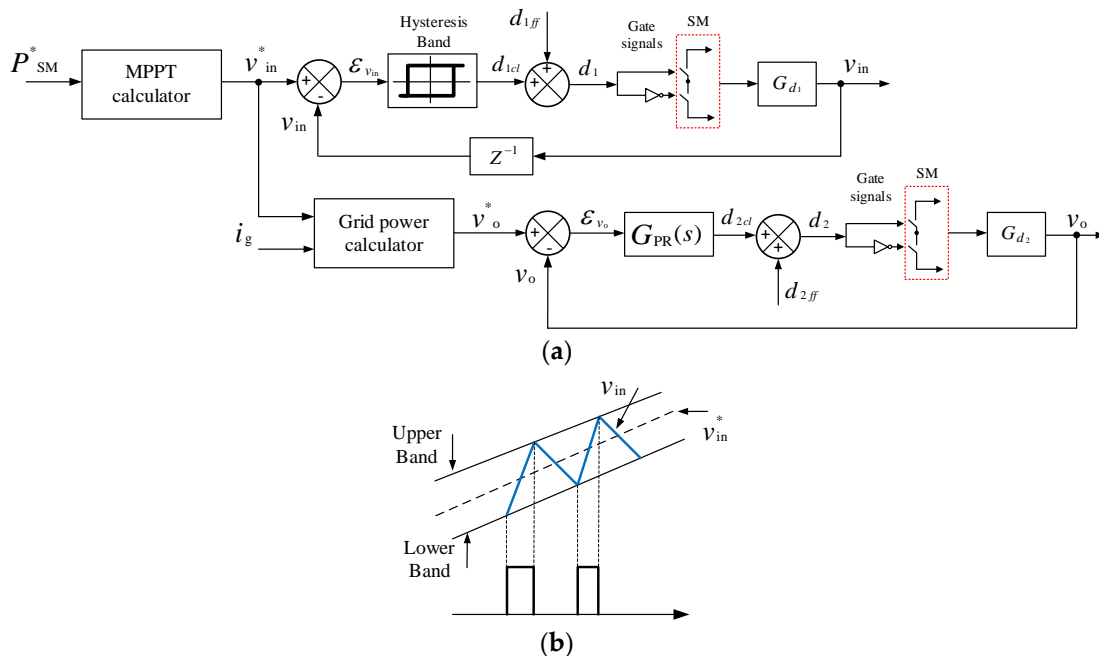 P*SM
MPPT
calculator
v*in
+
-
εvin
Hysteresis
Band
d1cl
d1ff
+
+
d1
Gate
signals
SM
Gd1
vin
vin
Z−1
ig
Grid power
calculator
v*o
+
-
εvo
GPR(s)
d2cl
+
+
d2
Gate
signals
SM
Gd2
vo
vo
d2ff
(a)
vin
v*in
Upper
Band
Lower
Band
(b)